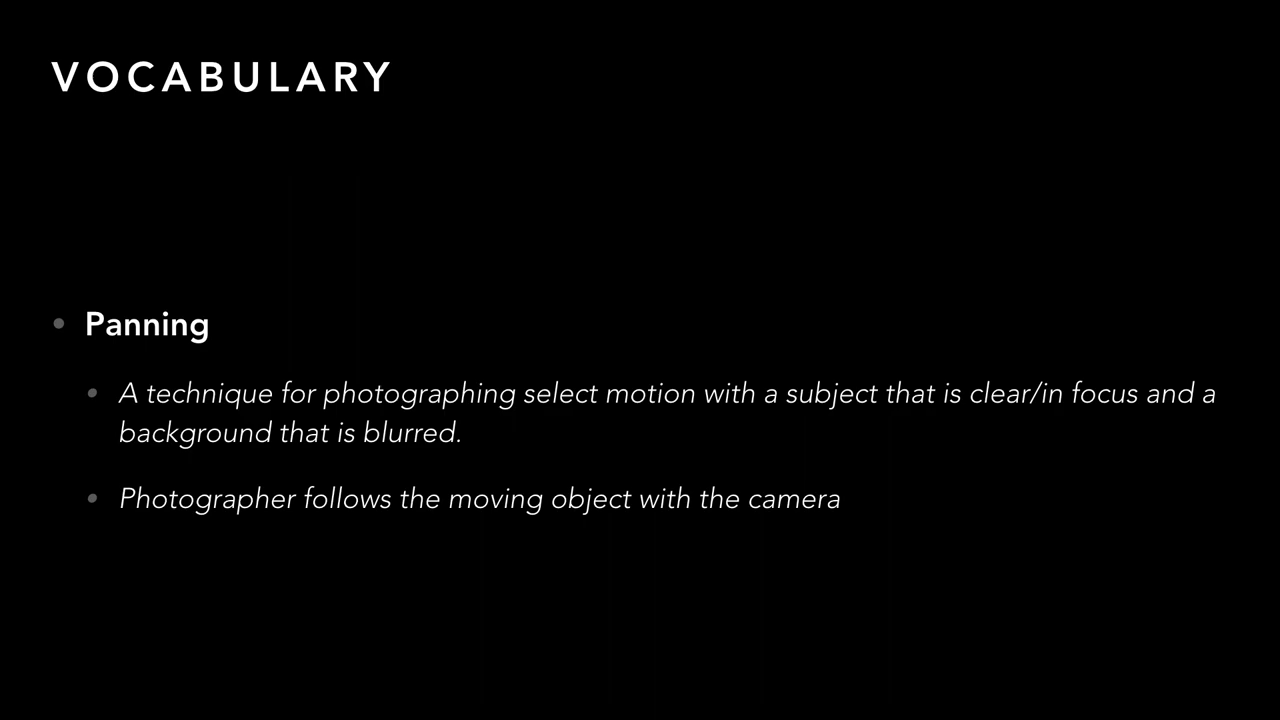 VOCABULARY
• Panning
• A technique for photographing select motion with a subject that is clear/in focus and a
background that is blurred.
• Photographer follows the moving object with the camera